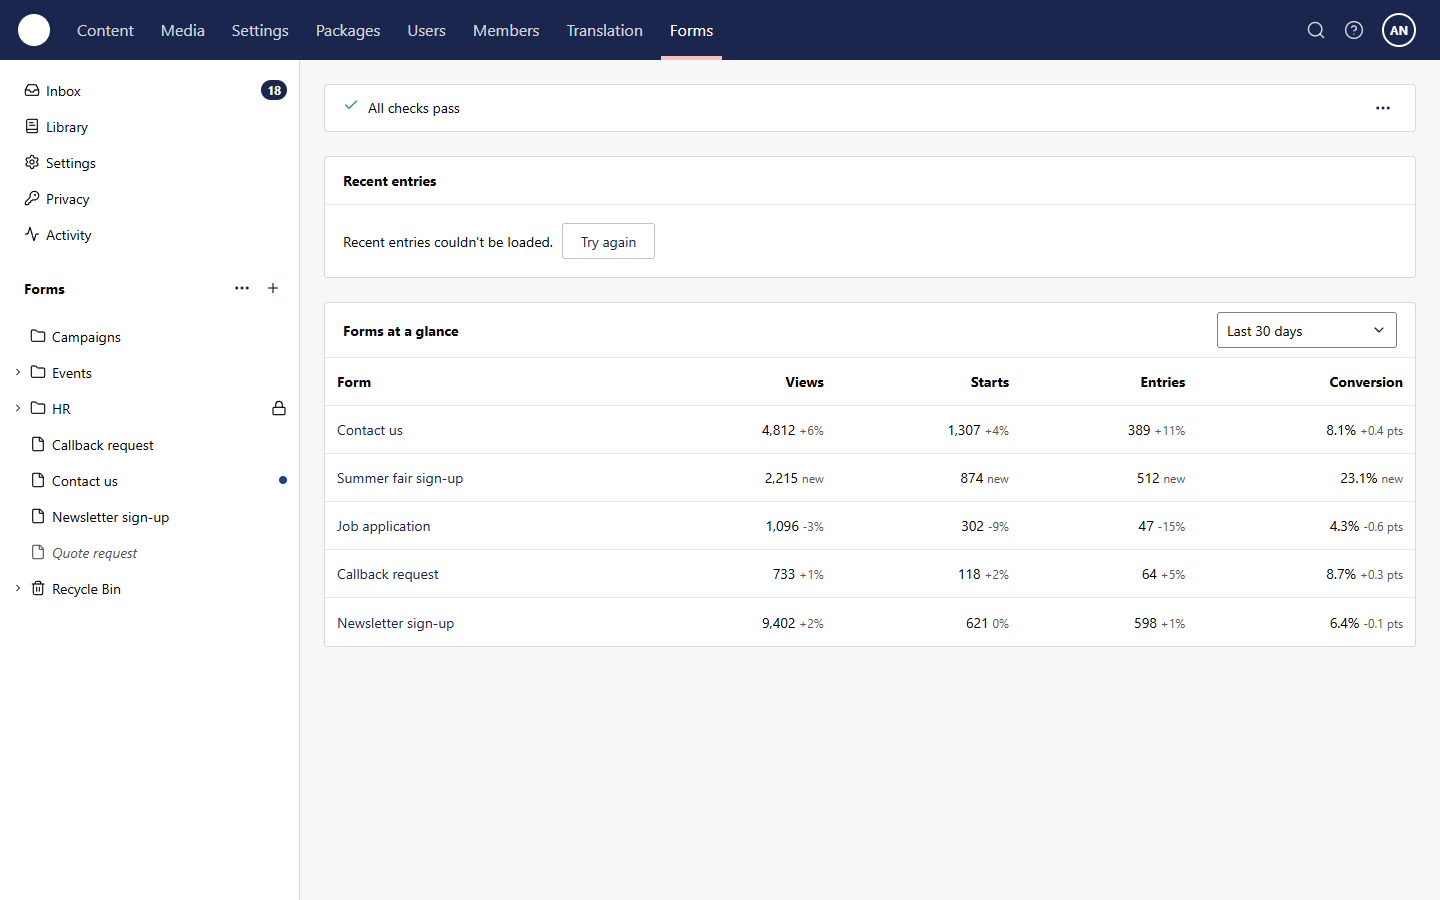 Content Media Settings Packages Users Members Translation Forms AN
Inbox 18
Library
Settings
Privacy
Activity
Forms
Campaigns
Events
HR
Callback request
Contact us
Newsletter sign-up
Quote request
Recycle Bin
All checks pass
Recent entries
Recent entries couldn't be loaded. Try again
Forms at a glance Last 30 days
Form Views Starts Entries Conversion
Contact us 4,812 +6% 1,307 +4% 389 +11% 8.1% +0.4 pts
Summer fair sign-up 2,215 new 874 new 512 new 23.1% new
Job application 1,096 -3% 302 -9% 47 -15% 4.3% -0.6 pts
Callback request 733 +1% 118 +2% 64 +5% 8.7% +0.3 pts
Newsletter sign-up 9,402 +2% 621 0% 598 +1% 6.4% -0.1 pts